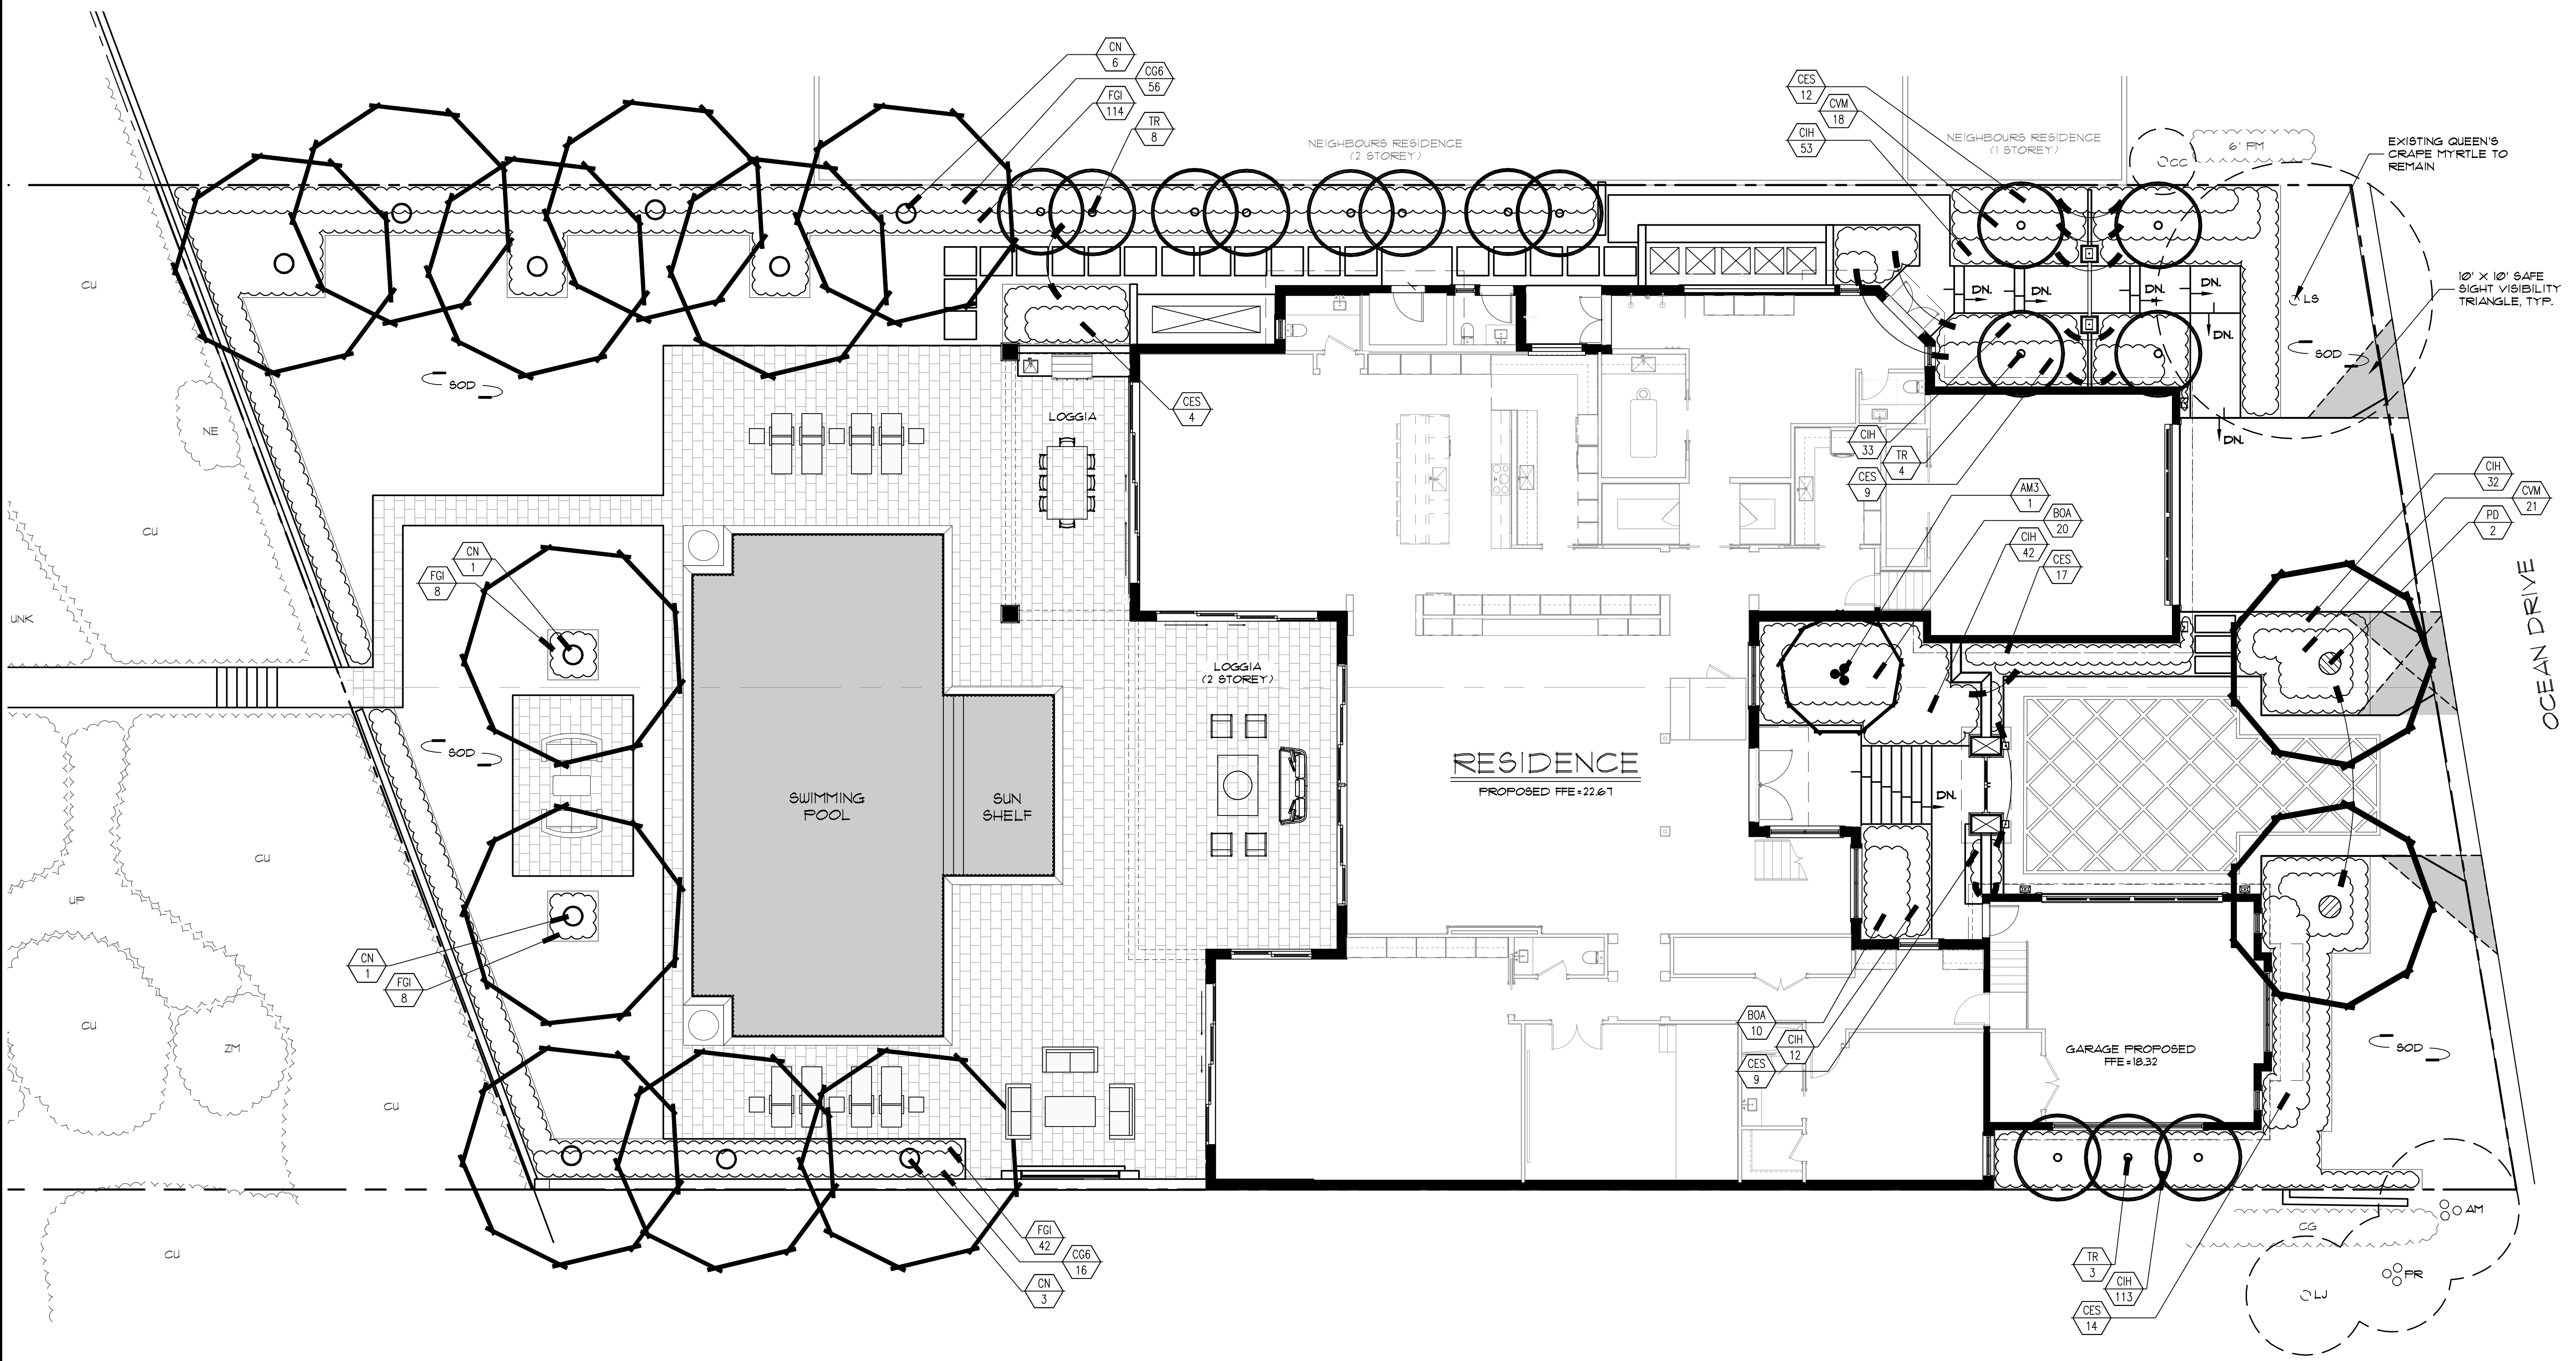 CN
6
CG6
56
FGI
114
TR
8
CES
12
CVM
18
CIH
53
NEIGHBOURS RESIDENCE
(2 STOREY)
NEIGHBOURS RESIDENCE
(1 STOREY)
CC
6' PM
EXISTING QUEEN'S
CRAPE MYRTLE TO
REMAIN
10' X 10' SAFE
SIGHT VISIBILITY
TRIANGLE, TYP.
LS
CU
DN.
DN.
DN.
DN.
DN.
DN.
SOD
SOD
NE
CES
4
LOGGIA
CIH
33
TR
4
CES
9
AM3
1
BOA
20
CIH
42
CES
17
CIH
32
CVM
21
PD
2
CU
CN
1
FGI
8
UNK
OCEAN DRIVE
LOGGIA
(2 STOREY)
SOD
RESIDENCE
PROPOSED FFE=22.67
SWIMMING
POOL
SUN
SHELF
DN.
CU
UP
CN
1
FGI
8
CU
ZM
CU
BOA
10
CIH
12
CES
9
GARAGE PROPOSED
FFE=18.32
SOD
CU
FGI
42
CG6
16
CN
3
TR
3
CIH
113
CES
14
CG
AM
PR
LJ